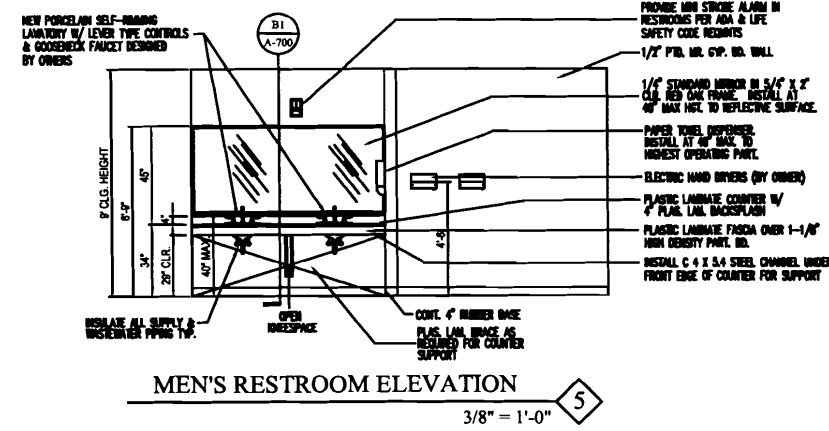 NEW PORCELAIN SELF-RIMMING
LAVATORY W/ LEVER TYPE CONTROLS
& GOOSENECK FAUCET DESIGNED
BY OTHERS
B1
A-700
PROVIDE MINI STROBE ALARM IN
RESTROOMS PER ADA & LIFE
SAFETY CODE REQMNTS
1/2" PTD. MR. GYP. BD. WALL
1/4" STANDARD MIRROR IN 5/4" X 2"
CLR. RED OAK FRAME. INSTALL AT
40" MAX HGT. TO REFLECTIVE SURFACE.
PAPER TOWEL DISPENSER.
INSTALL AT 48" MAX. TO
HIGHEST OPERATING PART.
ELECTRIC HAND DRYERS (BY OWNER)
PLASTIC LAMINATE COUNTER W/
4" PLAS. LAM. BACKSPLASH
PLASTIC LAMINATE FASCIA OVER 1-1/8"
HIGH DENSITY PART. BD.
INSTALL C 4 X 5.4 STEEL CHANNEL UNDER
FRONT EDGE OF COUNTER FOR SUPPORT
9' CLG. HEIGHT
6'-9"
45"
4"
34"
29" CLR.
40" MAX
4'-6"
INSULATE ALL SUPPLY &
WASTEWATER PIPING TYP.
OPEN
KNEESPACE
CONT. 4" RUBBER BASE
PLAS. LAM. BRACE AS
REQUIRED FOR COUNTER
SUPPORT
MEN'S RESTROOM ELEVATION
5
3/8" = 1'-0"